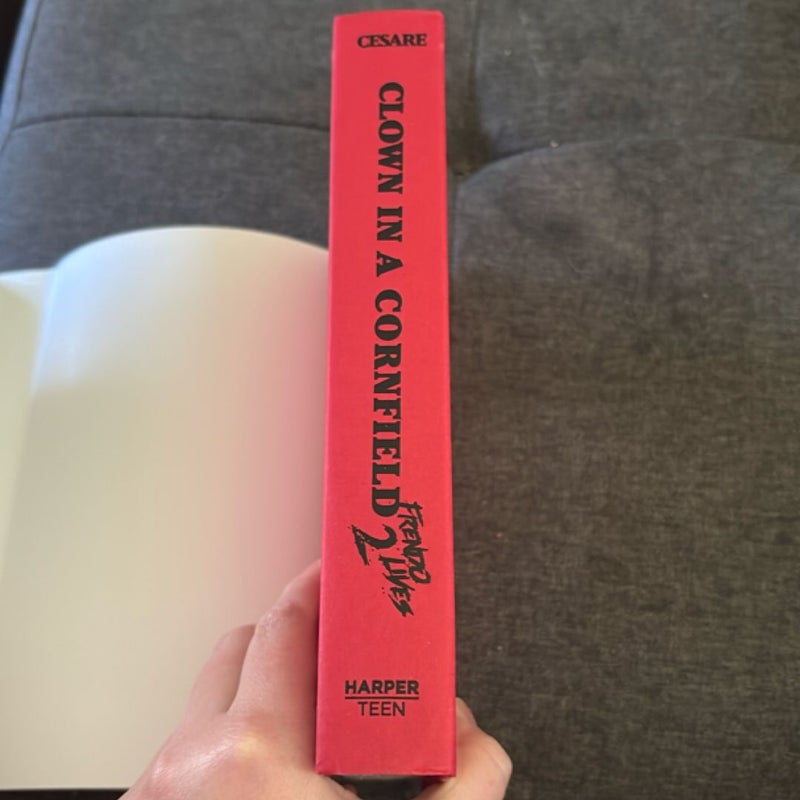 CESARE
CLOWN IN A CORNFIELD 2
FRENDO
LIVES
HARPER
TEEN